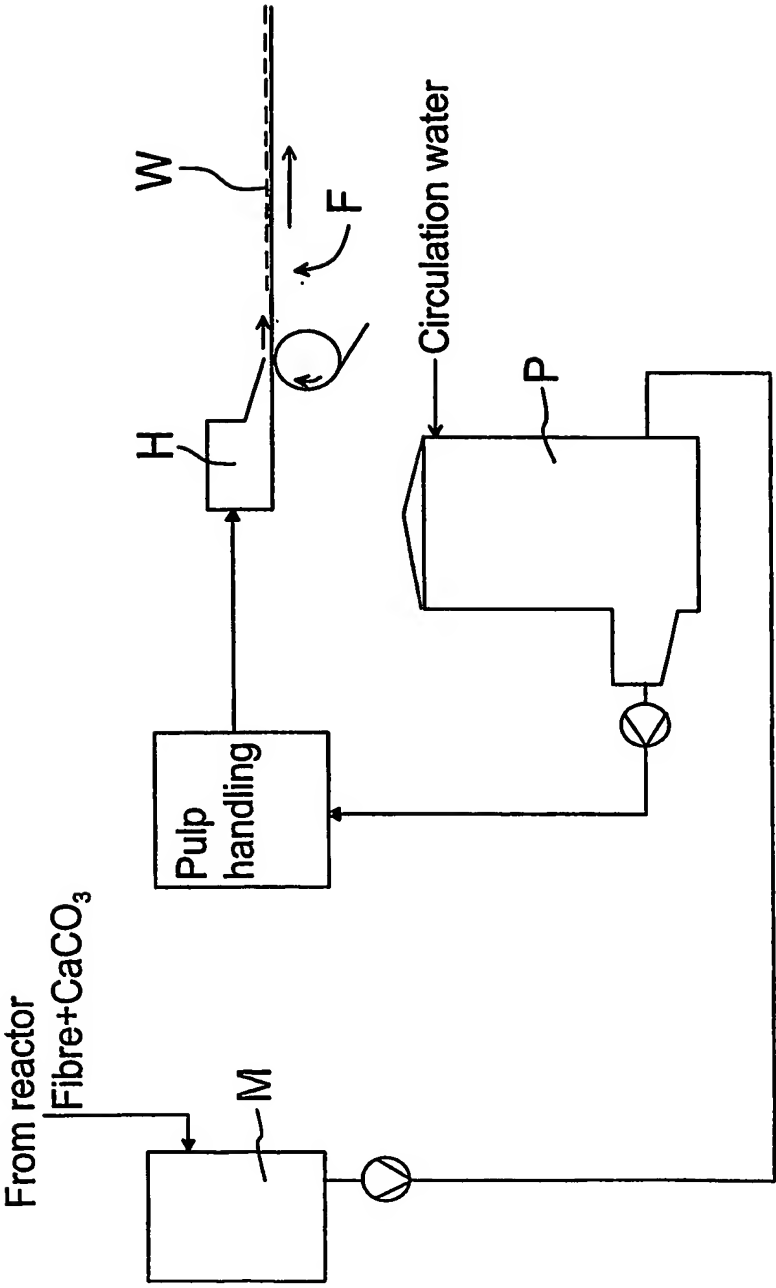 From reactor
Fibre+CaCO₃
M
Pulp
handling
H
W
F
Circulation water
P